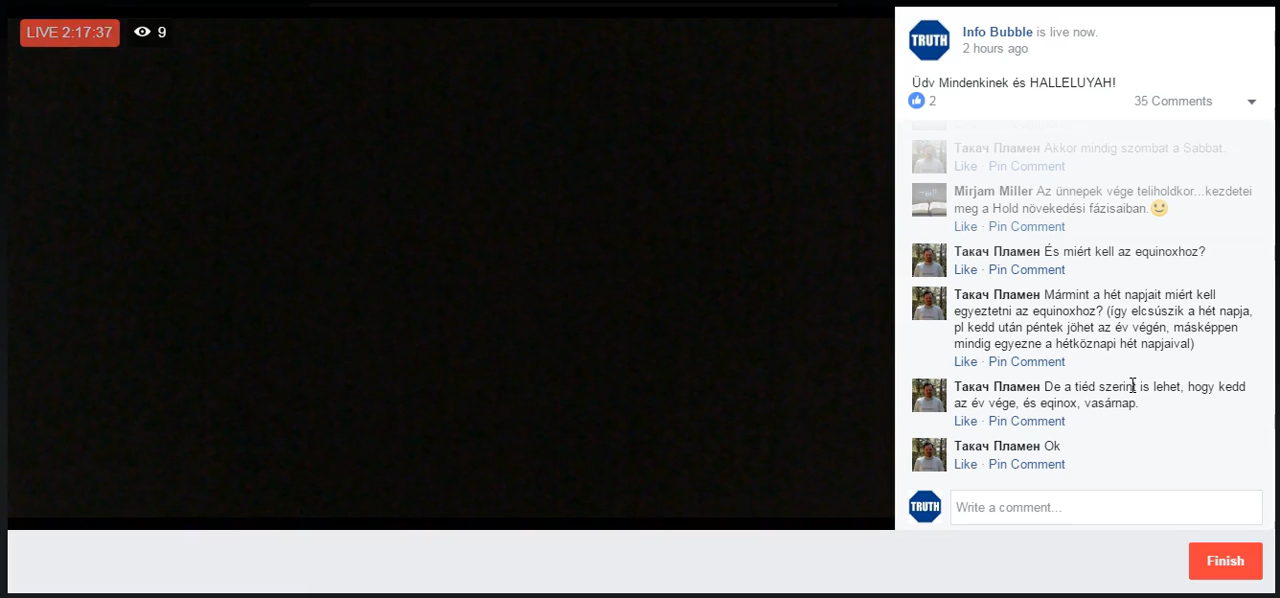 LIVE 2:17:37
9
TRUTH
Info Bubble is live now.
2 hours ago
Üdv Mindenkinek és HALLELUYAH!
2
35 Comments
Такач Пламен Akkor mindig szombat a Sabbat.
Like · Pin Comment
Mirjam Miller Az ünnepek vége teliholdkor...kezdetei
meg a Hold növekedési fázisaiban.
Like · Pin Comment
Такач Пламен És miért kell az equinoxhoz?
Like · Pin Comment
Такач Пламен Mármint a hét napjait miért kell
egyeztetni az equinoxhoz? (így elcsúszik a hét napja,
pl kedd után péntek jöhet az év végén, másképpen
mindig egyezne a hétköznapi hét napjaival)
Like · Pin Comment
Такач Пламен De a tiéd szerint is lehet, hogy kedd
az év vége, és eqinox, vasárnap.
Like · Pin Comment
Такач Пламен Ok
Like · Pin Comment
TRUTH
Write a comment...
Finish